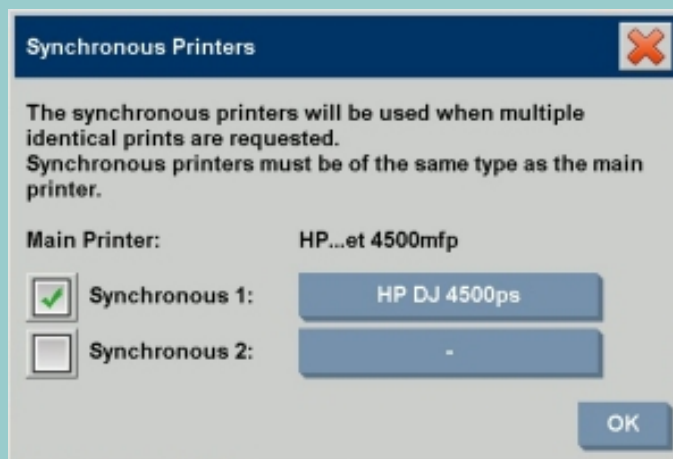 Synchronous Printers
The synchronous printers will be used when multiple
identical prints are requested.
Synchronous printers must be of the same type as the main
printer.
Main Printer: HP...et 4500mfp
Synchronous 1: HP DJ 4500ps
Synchronous 2: -
OK